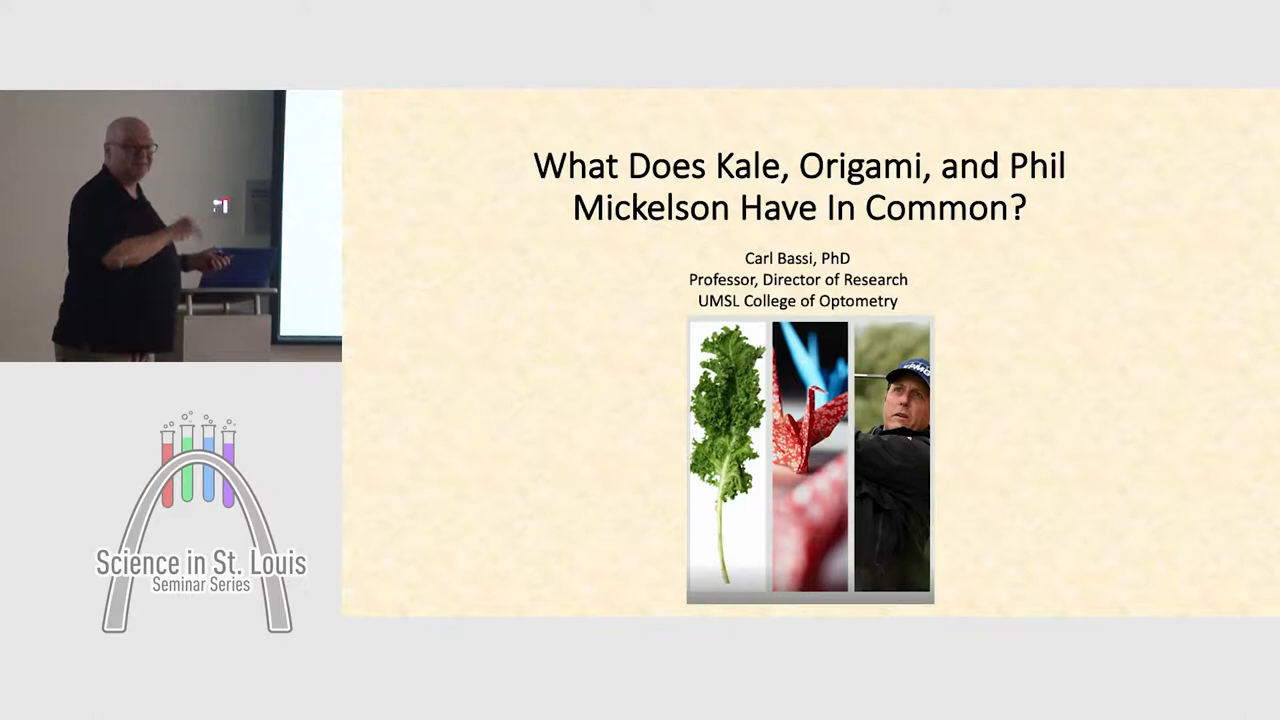 What Does Kale, Origami, and Phil
Mickelson Have In Common?
Carl Bassi, PhD
Professor, Director of Research
UMSL College of Optometry
KPMG
Science in St. Louis
Seminar Series